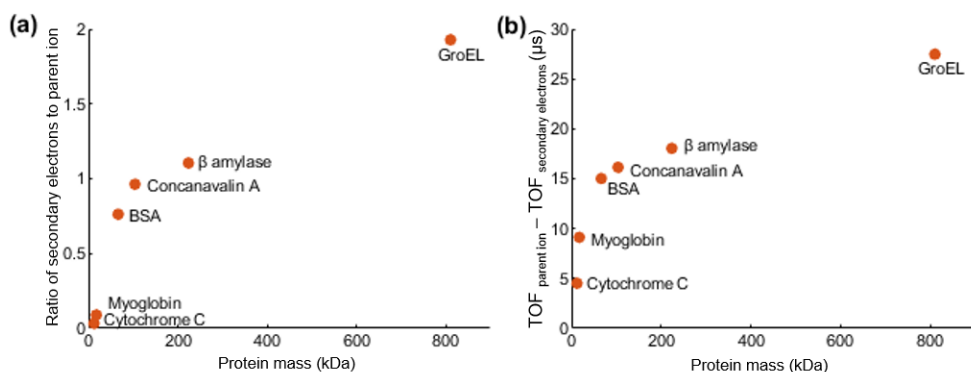 (a)
Ratio of secondary electrons to parent ion
2
1.5
1
0.5
0
GroEL
β amylase
Concanavalin A
BSA
Myoglobin
Cytochrome C
0
200
400
600
800
Protein mass (kDa)
(b)
TOF parent ion – TOF secondary electrons (μs)
30
25
20
15
10
5
0
GroEL
β amylase
Concanavalin A
BSA
Myoglobin
Cytochrome C
0
200
400
600
800
Protein mass (kDa)